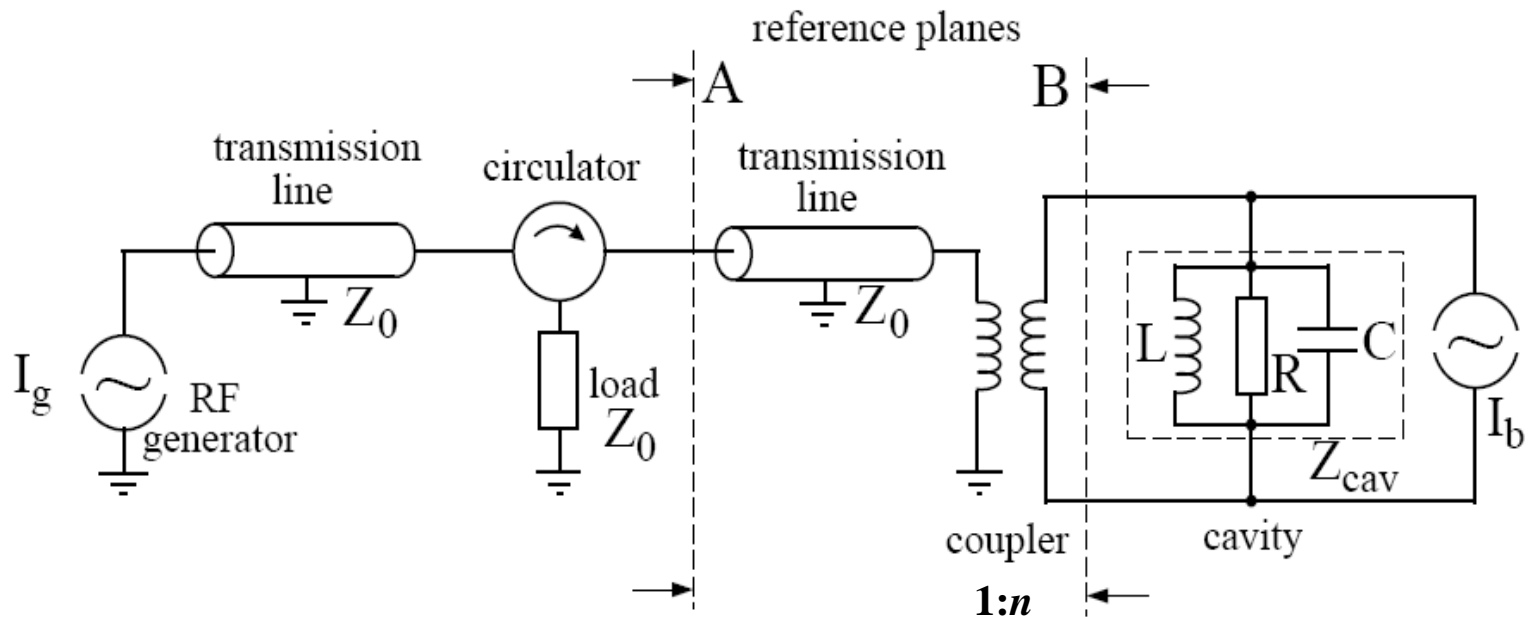 reference planes
A
B
transmission
line
circulator
transmission
line
Z0
Z0
Ig
RF
generator
load
Z0
L
R
C
Ib
Zcav
coupler
cavity
1:n